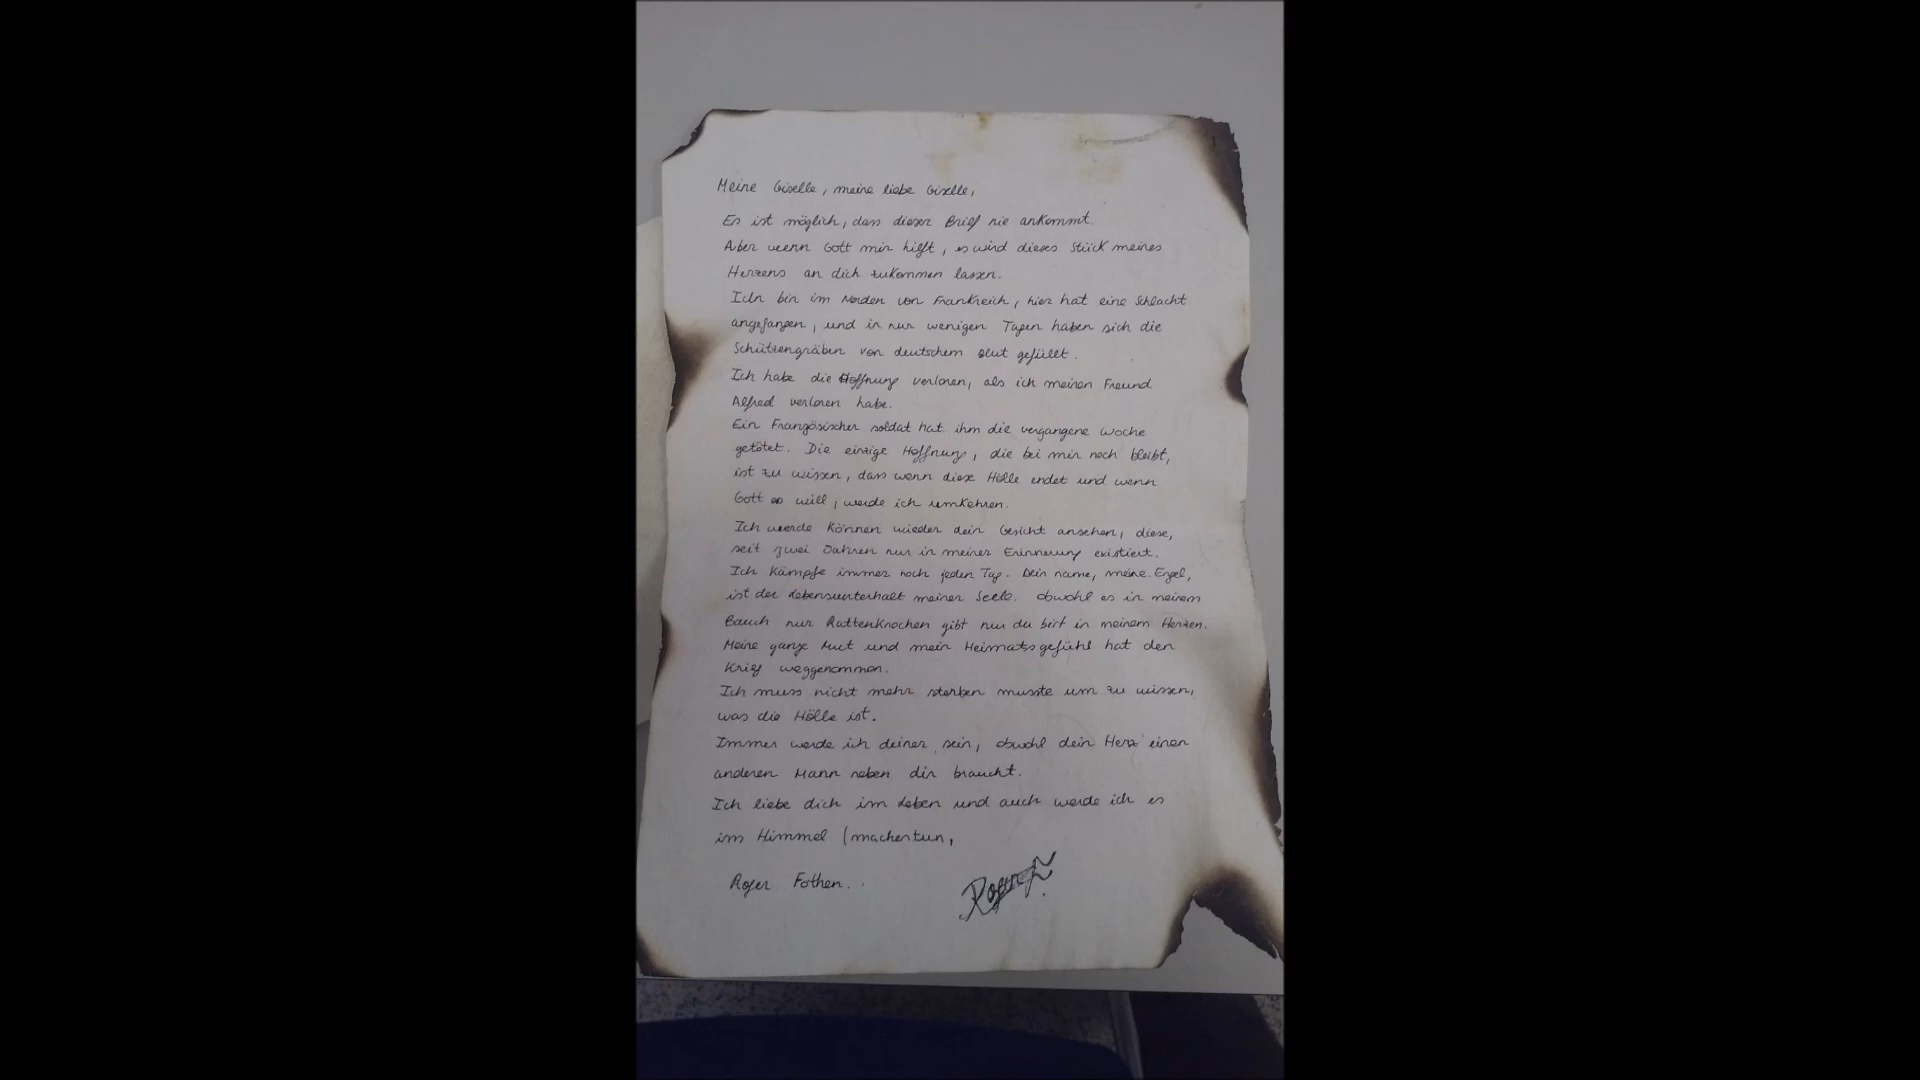 Meine Giselle, meine liebe Giselle,
Es ist möglich, dass dieser Brief nie ankommt.
Aber wenn Gott mir hilft, es wird dieses Stück meines
Herzens an dich zukommen lassen.
Ich bin im Norden von Frankreich, hier hat eine Schlacht
angefangen, und in nur wenigen Tagen haben sich die
Schützengräben von deutschem Blut gefüllt.
Ich habe die Hoffnung verloren, als ich meinen Freund
Alfred verloren habe.
Ein Französischer soldat hat ihm die vergangene Woche
getötet. Die einzige Hoffnung, die bei mir noch bleibt,
ist zu wissen, dass wenn diese Hölle endet und wenn
Gott will, werde ich umkehren.
Ich werde können wieder dein Gesicht ansehen, diese,
seit zwei Jahren nur in meiner Erinnerung existiert.
Ich kämpfe immer noch jeden Tag. Dein name, meine Engel,
ist der Lebensunterhalt meiner Seele. Obwohl es in meinem
Bauch nur Rattenknochen gibt nur du bist in meinem Herzen.
Meine ganze Mut und mein Heimatsgefühl hat den
Krieg weggenommen.
Ich muss nicht mehr sterben musste um zu wissen,
was die Hölle ist.
Immer werde ich deiner sein, obwohl dein Herz einen
anderen Mann neben dir braucht.
Ich liebe dich im Leben und auch werde ich es
im Himmel (machentun,
Roger Fothen.